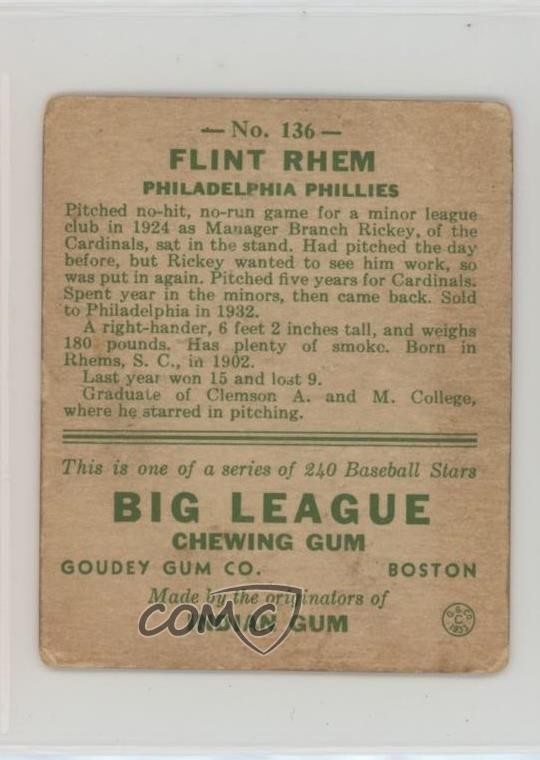 — No. 136 —
FLINT RHEM
PHILADELPHIA PHILLIES
Pitched no-hit, no-run game for a minor league
club in 1924 as Manager Branch Rickey, of the
Cardinals, sat in the stand. Had pitched the day
before, but Rickey wanted to see him work, so
was put in again. Pitched five years for Cardinals.
Spent year in the minors, then came back. Sold
to Philadelphia in 1932.
A right-hander, 6 feet 2 inches tall, and weighs
180 pounds. Has plenty of smoke. Born in
Rhems, S. C., in 1902.
Last year won 15 and lost 9.
Graduate of Clemson A. and M. College,
where he starred in pitching.
This is one of a series of 240 Baseball Stars
BIG LEAGUE
CHEWING GUM
GOUDEY GUM CO. BOSTON
Made by the originators of
INDIAN GUM
COMC
G.G.CO.
C
1933